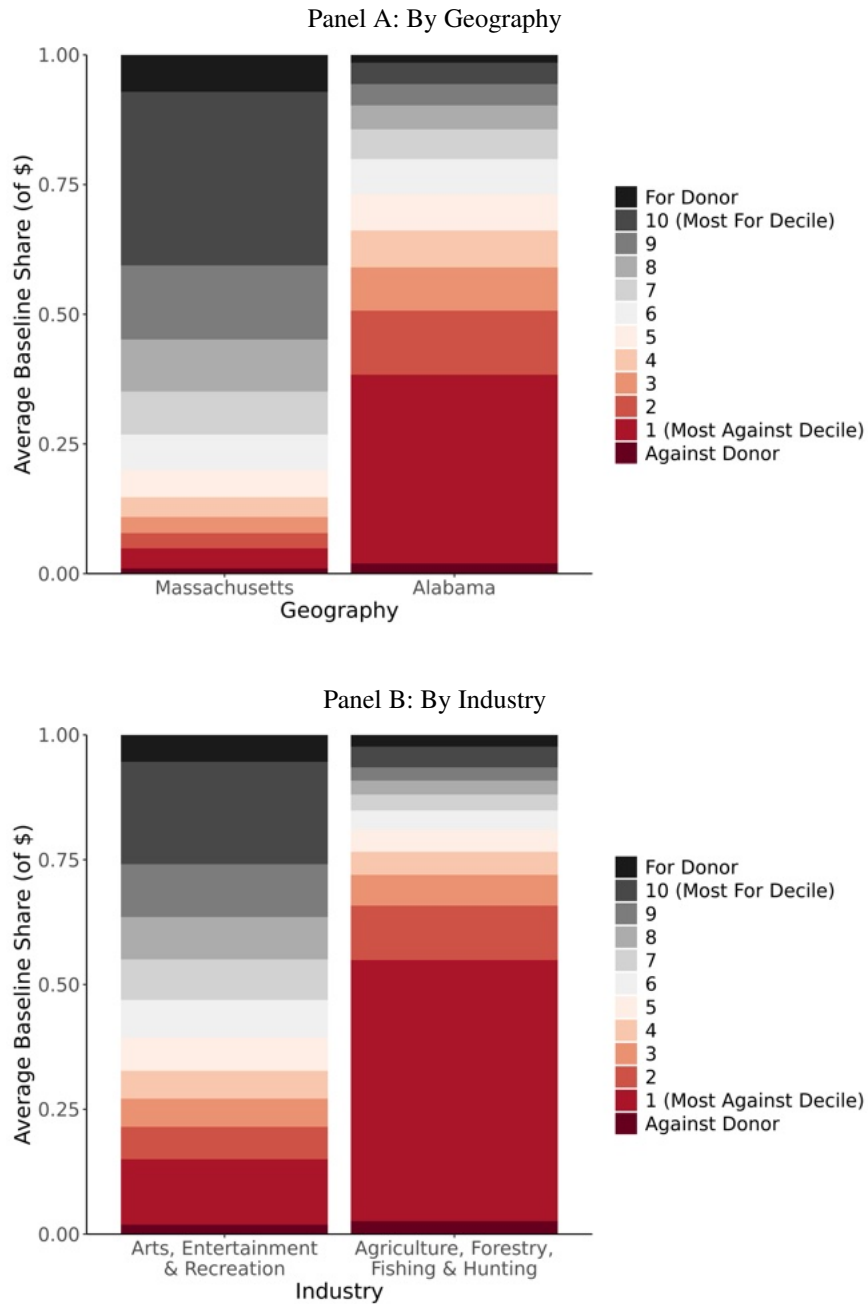 Panel A: By Geography
1.00
0.75
0.50
0.25
0.00
Average Baseline Share (of $)
Massachusetts
Alabama
Geography
For Donor
10 (Most For Decile)
9
8
7
6
5
4
3
2
1 (Most Against Decile)
Against Donor
Panel B: By Industry
1.00
0.75
0.50
0.25
0.00
Average Baseline Share (of $)
Arts, Entertainment
& Recreation
Agriculture, Forestry,
Fishing & Hunting
Industry
For Donor
10 (Most For Decile)
9
8
7
6
5
4
3
2
1 (Most Against Decile)
Against Donor